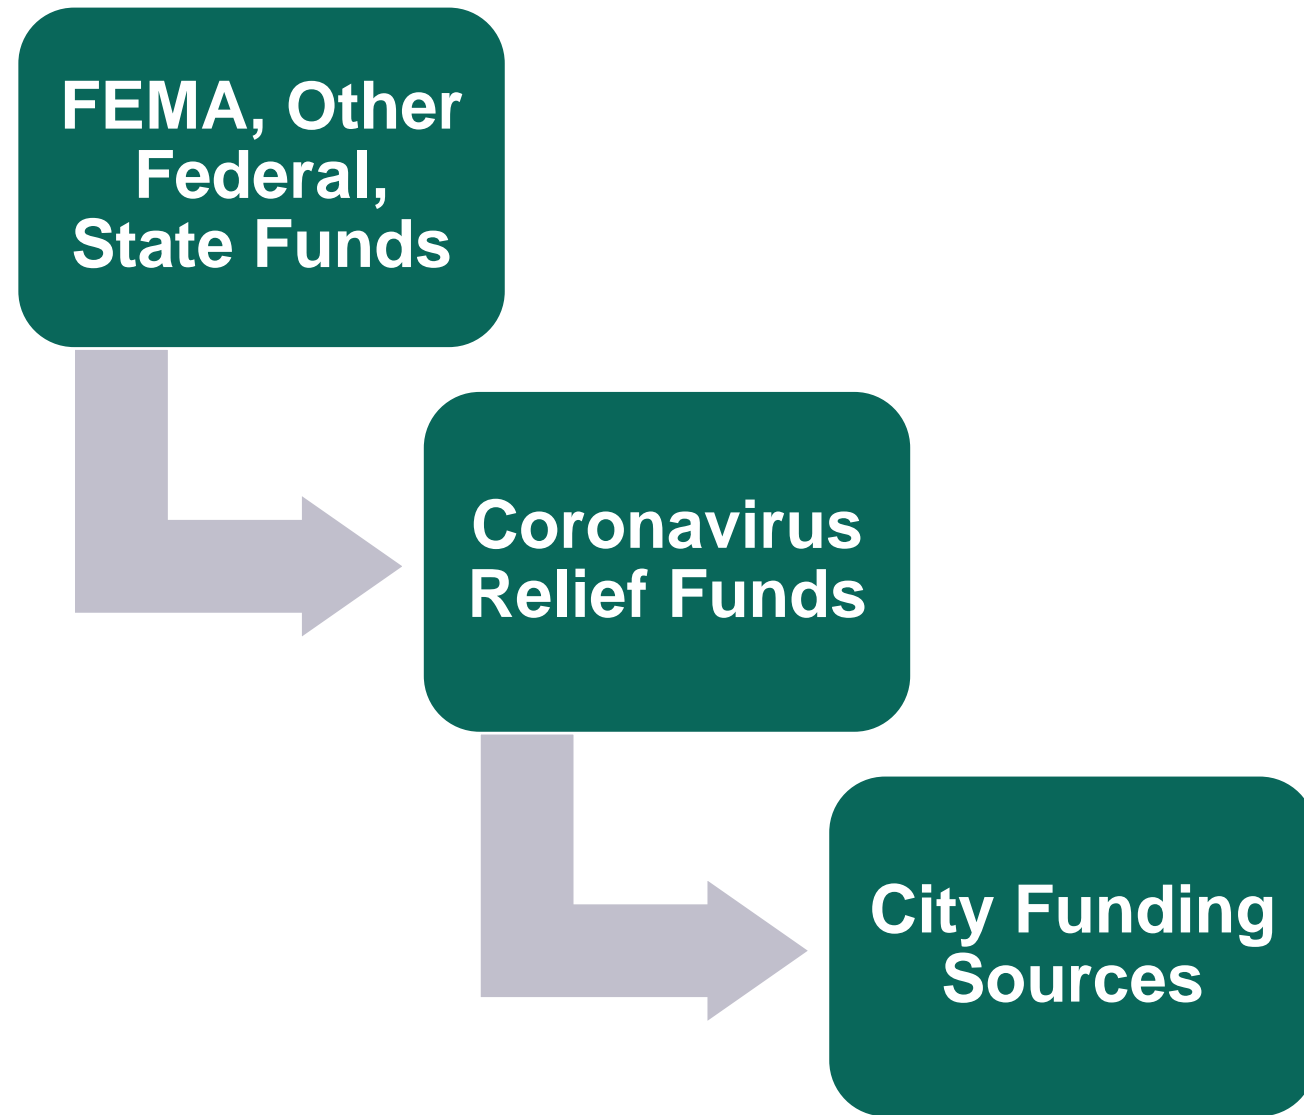 FEMA, Other
Federal,
State Funds
Coronavirus
Relief Funds
City Funding
Sources